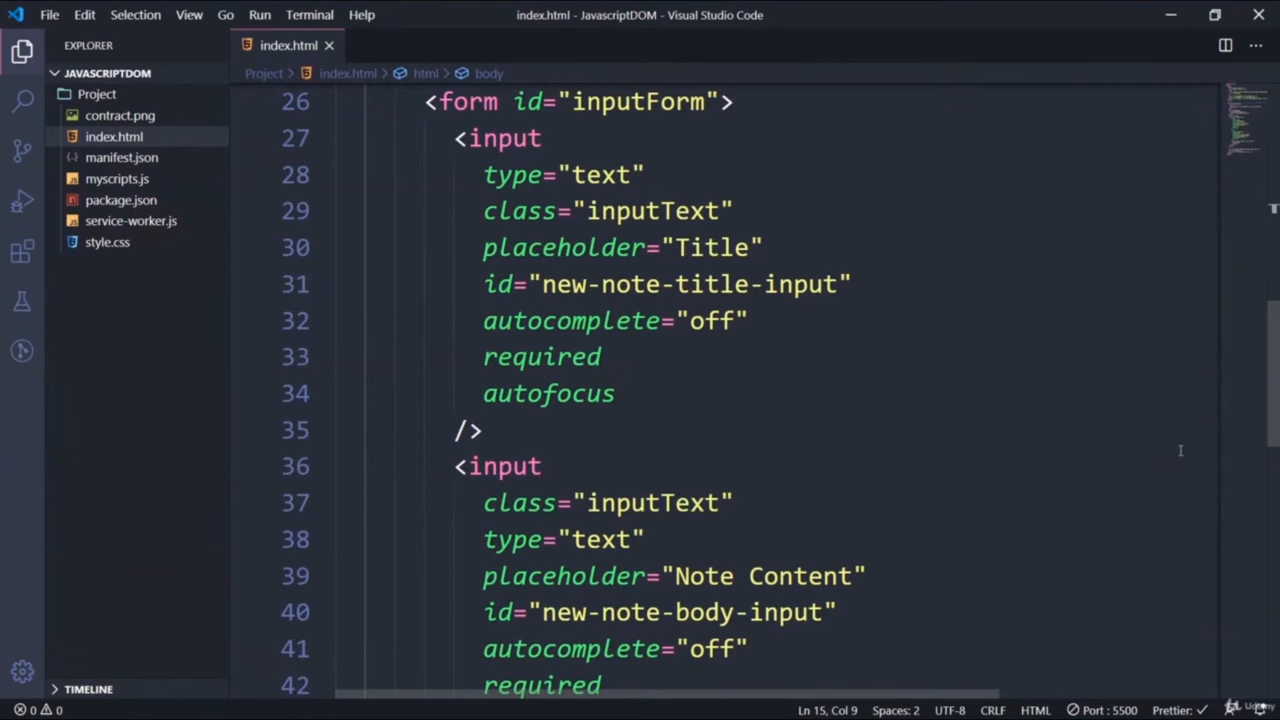 File Edit Selection View Go Run Terminal Help
index.html - JavascriptDOM - Visual Studio Code
EXPLORER
JAVASCRIPTDOM
Project
contract.png
index.html
manifest.json
myscripts.js
package.json
service-worker.js
style.css
TIMELINE
index.html
Project > index.html > html > body
26 <form id="inputForm">
27 <input
28 type="text"
29 class="inputText"
30 placeholder="Title"
31 id="new-note-title-input"
32 autocomplete="off"
33 required
34 autofocus
35 />
36 <input
37 class="inputText"
38 type="text"
39 placeholder="Note Content"
40 id="new-note-body-input"
41 autocomplete="off"
42 required
0 0 Ln 15, Col 9 Spaces: 2 UTF-8 CRLF HTML Port : 5500 Prettier: ✓